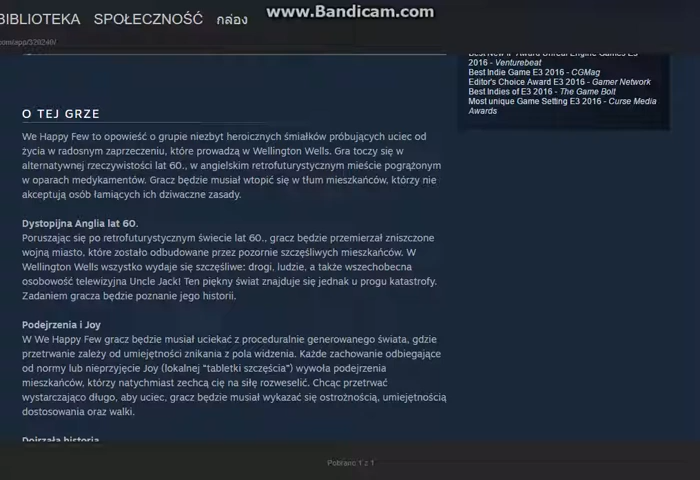 www.Bandicam.com
BIBLIOTEKA SPOŁECZNOŚĆ กล่อง
com/app/320240/
2016 - Venturebeat
Best Indie Game E3 2016 - CGMag
Editor's Choice Award E3 2016 - Gamer Network
Best Indies of E3 2016 - The Game Bolt
Most unique Game Setting E3 2016 - Curse Media
Awards
O TEJ GRZE
We Happy Few to opowieść o grupie niezbyt heroicznych śmiałków próbujących uciec od
życia w radosnym zaprzeczeniu, które prowadzą w Wellington Wells. Gra toczy się w
alternatywnej rzeczywistości lat 60., w angielskim retrofuturystycznym mieście pogrążonym
w oparach medykamentów. Gracz będzie musiał wtopić się w tłum mieszkańców, którzy nie
akceptują osób łamiących ich dziwaczne zasady.
Dystopijna Anglia lat 60.
Poruszając się po retrofuturystycznym świecie lat 60., gracz będzie przemierzał zniszczone
wojną miasto, które zostało odbudowane przez pozornie szczęśliwych mieszkańców. W
Wellington Wells wszystko wydaje się szczęśliwe: drogi, ludzie, a także wszechobecna
osobowość telewizyjna Uncle Jack! Ten piękny świat znajduje się jednak u progu katastrofy.
Zadaniem gracza będzie poznanie jego historii.
Podejrzenia i Joy
W We Happy Few gracz będzie musiał uciekać z proceduralnie generowanego świata, gdzie
przetrwanie zależy od umiejętności znikania z pola widzenia. Każde zachowanie odbiegające
od normy lub nieprzyjęcie Joy (lokalnej "tabletki szczęścia") wywoła podejrzenia
mieszkańców, którzy natychmiast zechcą cię na siłę rozweselić. Chcąc przetrwać
wystarczająco długo, aby uciec, gracz będzie musiał wykazać się ostrożnością, umiejętnością
dostosowania oraz walki.
Dojrzała historia
Pobrano 1 z 1